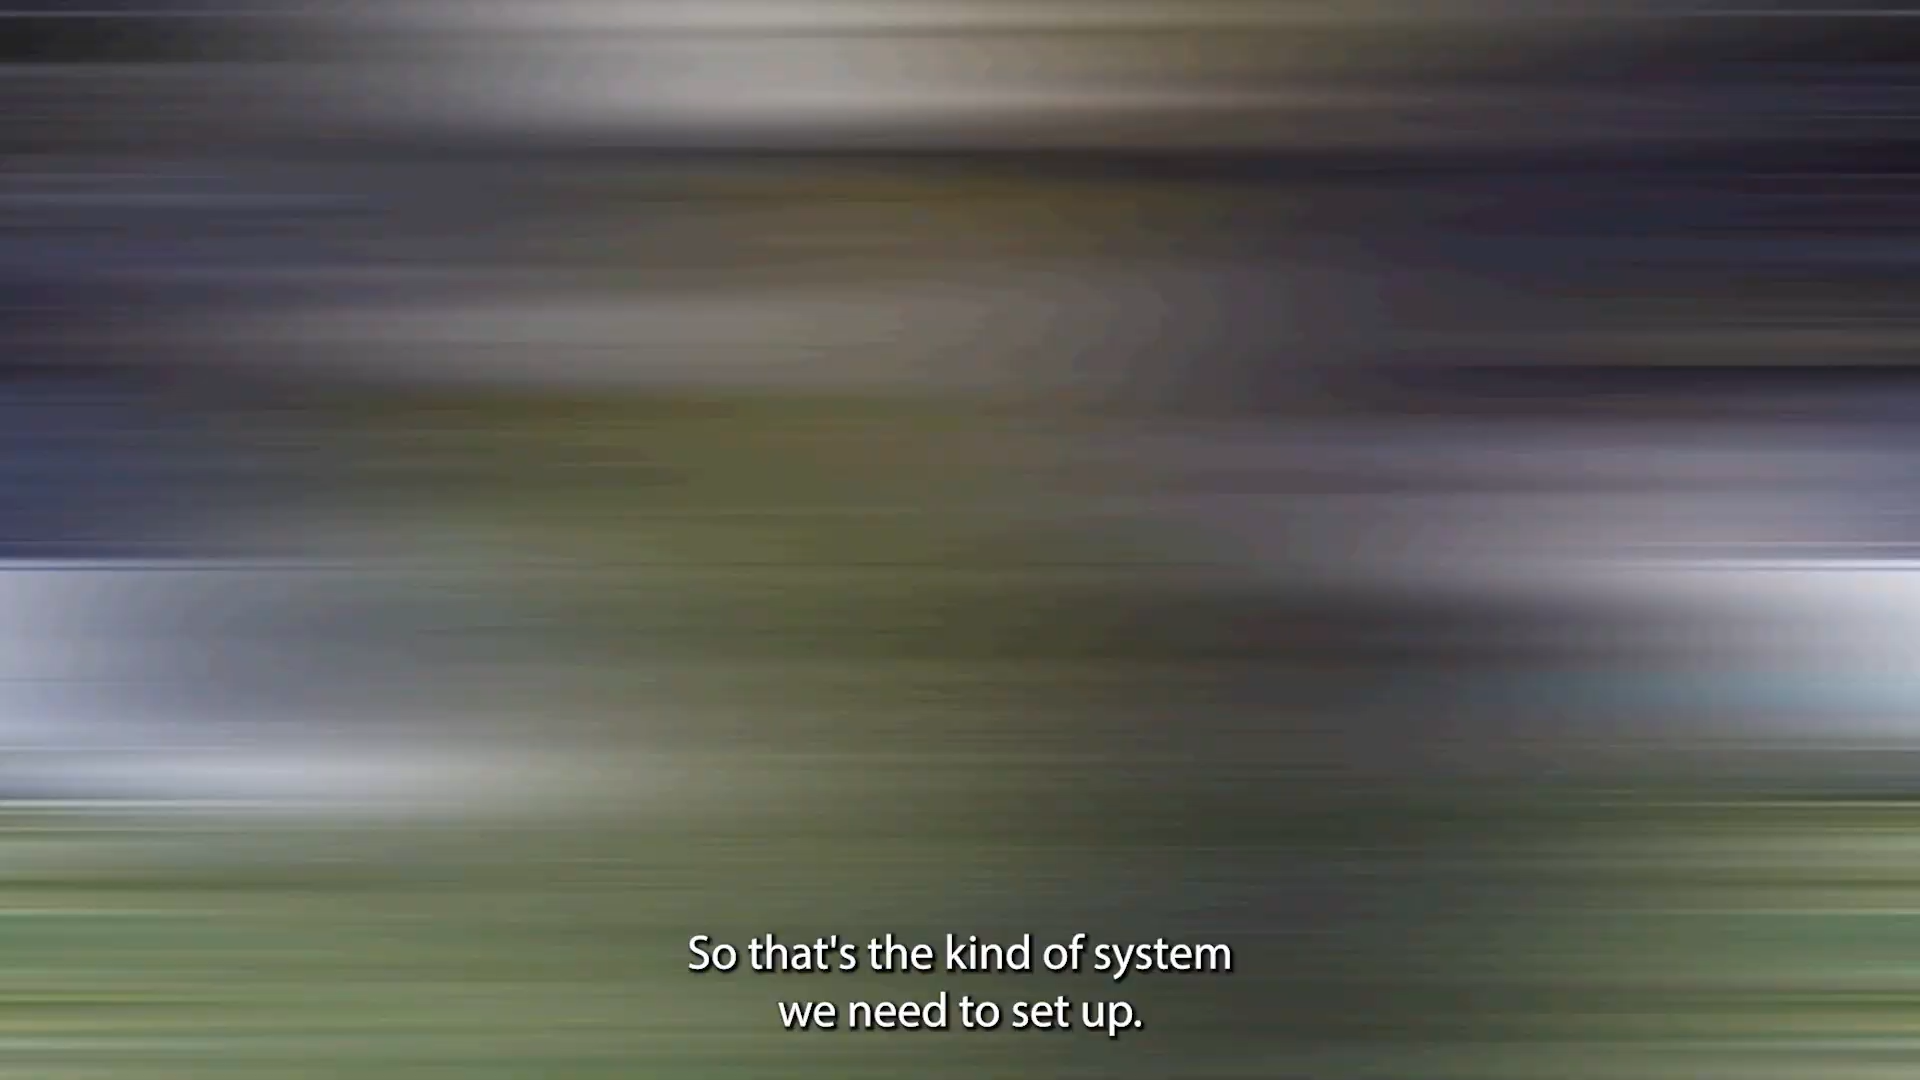 So that's the kind of system
we need to set up.